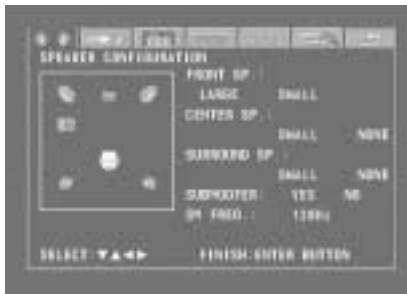 SPEAKER CONFIGURATION
FRONT SP.:
LARGE SMALL
CENTER SP.:
SMALL NONE
SURROUND SP.:
SMALL NONE
SUBWOOFER: YES NO
FREQ.:
SELECT:▼▲◄► FINISH:ENTER BUTTON